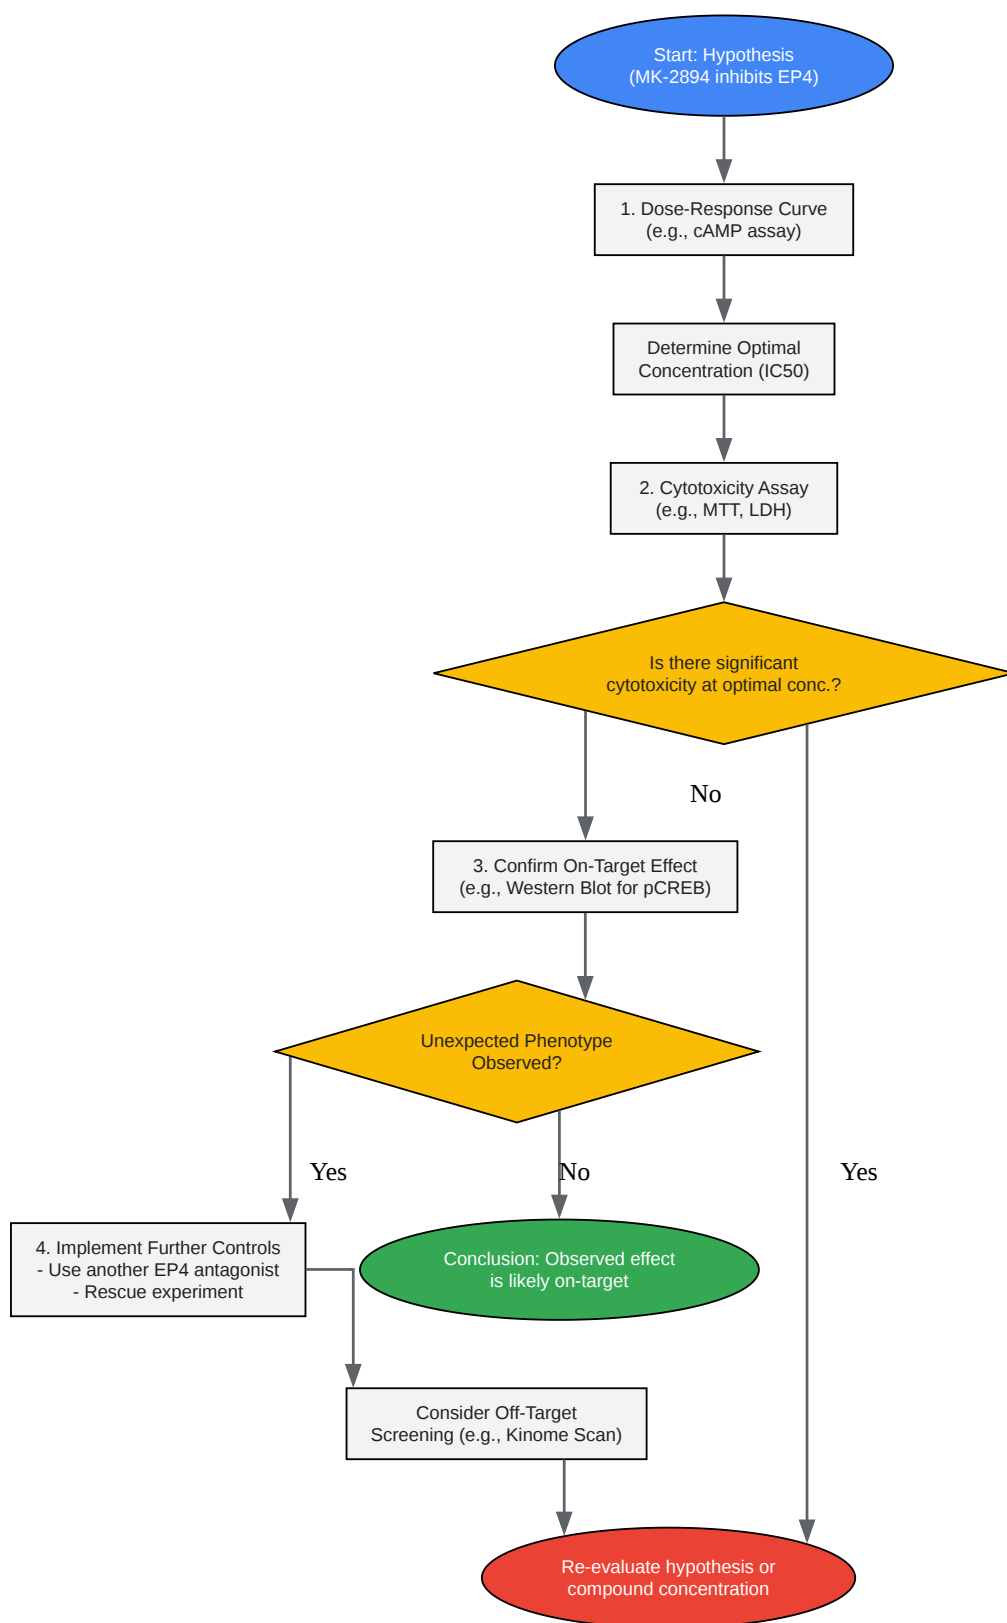 Start: Hypothesis
(MK-2894 inhibits EP4)
1. Dose-Response Curve
(e.g., cAMP assay)
Determine Optimal
Concentration (IC50)
2. Cytotoxicity Assay
(e.g., MTT, LDH)
Is there significant
cytotoxicity at optimal conc.?
No
3. Confirm On-Target Effect
(e.g., Western Blot for pCREB)
Unexpected Phenotype
Observed?
Yes
No
Yes
4. Implement Further Controls
- Use another EP4 antagonist
- Rescue experiment
Conclusion: Observed effect
is likely on-target
Consider Off-Target
Screening (e.g., Kinome Scan)
Re-evaluate hypothesis or
compound concentration